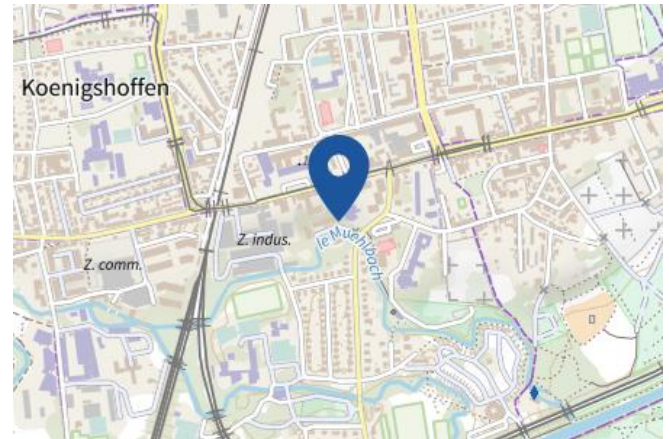 Koenigshoffen
Z. indus.
le Muehlbach
Z. comm.